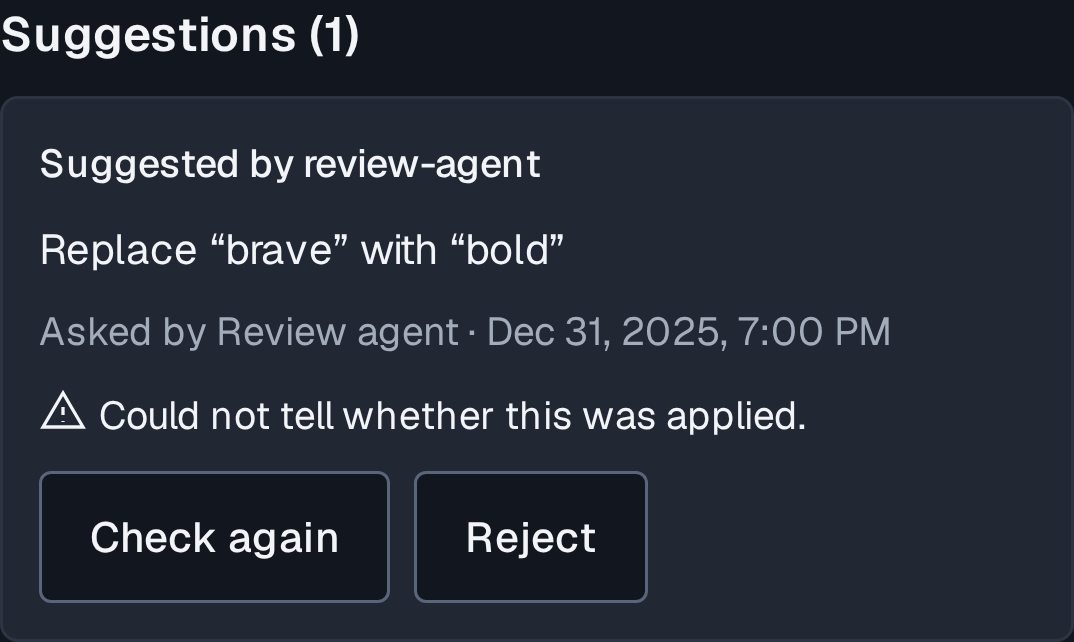 Suggestions (1)
Suggested by review-agent
Replace “brave” with “bold”
Asked by Review agent · Dec 31, 2025, 7:00 PM
Could not tell whether this was applied.
Check again
Reject